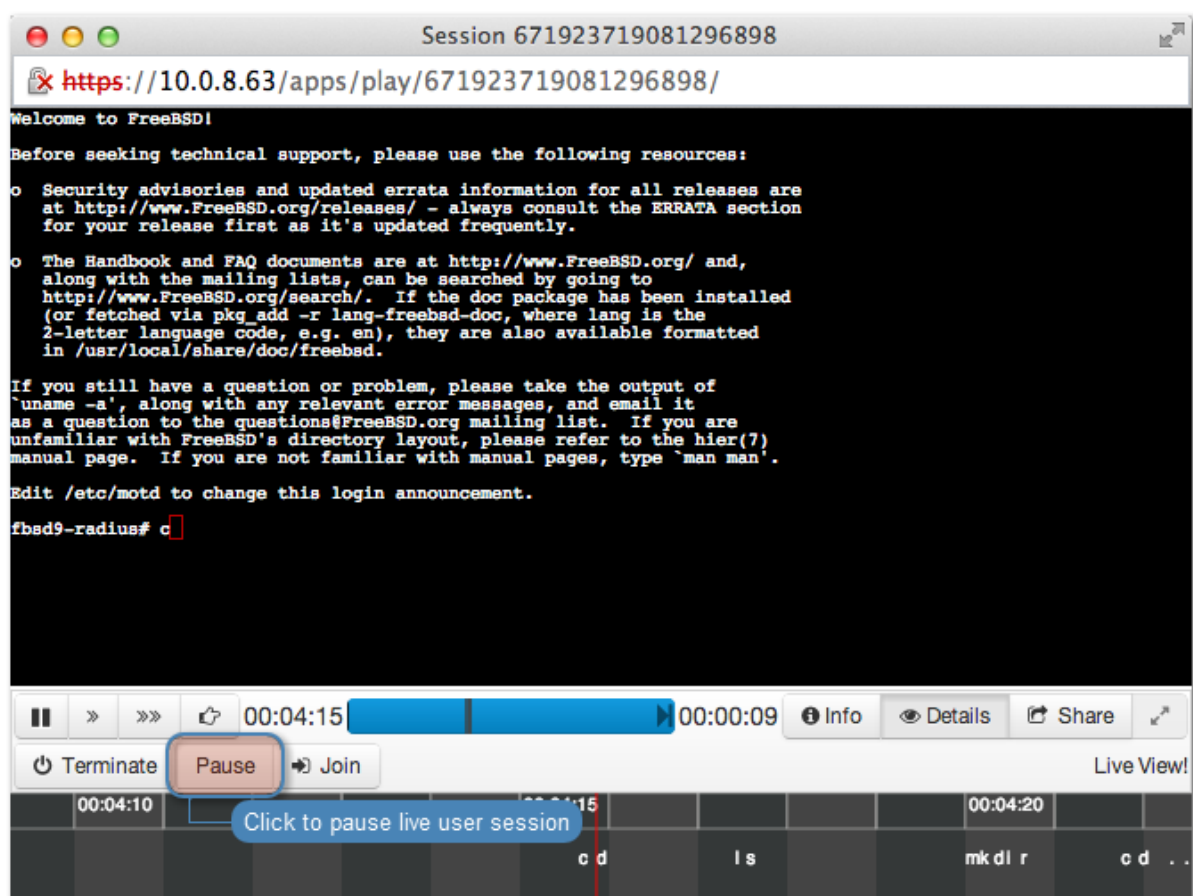 Session 671923719081296898
https://10.0.8.63/apps/play/671923719081296898/
Welcome to FreeBSD!
Before seeking technical support, please use the following resources:
o Security advisories and updated errata information for all releases are
at http://www.FreeBSD.org/releases/ - always consult the ERRATA section
for your release first as it's updated frequently.
o The Handbook and FAQ documents are at http://www.FreeBSD.org/ and,
along with the mailing lists, can be searched by going to
http://www.FreeBSD.org/search/. If the doc package has been installed
(or fetched via pkg_add -r lang-freebsd-doc, where lang is the
2-letter language code, e.g. en), they are also available formatted
in /usr/local/share/doc/freebsd.
If you still have a question or problem, please take the output of
`uname -a', along with any relevant error messages, and email it
as a question to the questions@FreeBSD.org mailing list. If you are
unfamiliar with FreeBSD's directory layout, please refer to the hier(7)
manual page. If you are not familiar with manual pages, type `man man'.
Edit /etc/motd to change this login announcement.
fbsd9-radius# c
00:04:15 00:00:09 Info Details Share
Terminate Pause Join Live View!
00:04:10 00:04:15 00:04:20
Click to pause live user session
cd ls mkdir cd ..